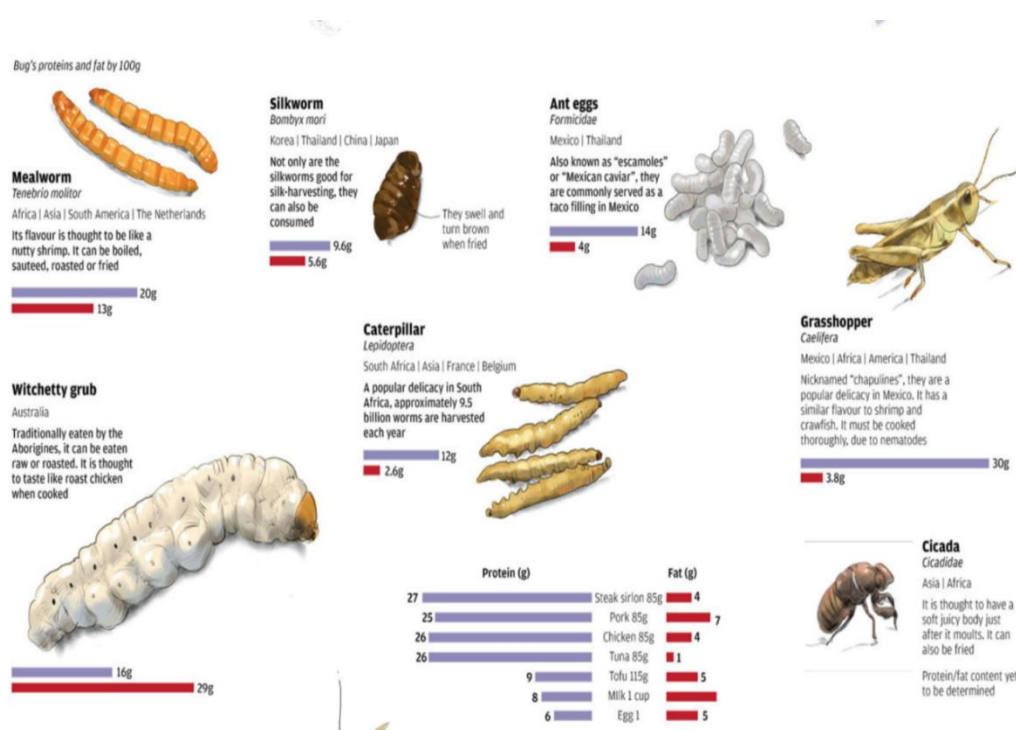 Bug's proteins and fat by 100g
Mealworm
Tenebrio molitor
Africa | Asia | South America | The Netherlands
Its flavour is thought to be like a
nutty shrimp. It can be boiled,
sauteed, roasted or fried
20g
13g
Silkworm
Bombyx mori
Korea | Thailand | China | Japan
Not only are the
silkworms good for
silk-harvesting, they
can also be
consumed
9.6g
5.6g
They swell and
turn brown
when fried
Ant eggs
Formicidae
Mexico | Thailand
Also known as "escamoles"
or "Mexican caviar", they
are commonly served as a
taco filling in Mexico
14g
4g
Grasshopper
Caelifera
Mexico | Africa | America | Thailand
Nicknamed "chapulines", they are a
popular delicacy in Mexico. It has a
similar flavour to shrimp and
crawfish. It must be cooked
thoroughly, due to nematodes
30g
3.8g
Caterpillar
Lepidoptera
South Africa | Asia | France | Belgium
A popular delicacy in South
Africa, approximately 9.5
billion worms are harvested
each year
12g
2.6g
Witchetty grub
Australia
Traditionally eaten by the
Aborigines, it can be eaten
raw or roasted. It is thought
to taste like roast chicken
when cooked
16g
29g
Protein (g) Fat (g)
27 Steak sirlon 85g 4
25 Pork 85g 7
26 Chicken 85g 4
26 Tuna 85g 1
9 Tofu 115g 5
8 Milk 1 cup
6 Egg 1 5
Cicada
Cicadidae
Asia | Africa
It is thought to have a
soft juicy body just
after it moults. It can
also be fried
Protein/fat content yet
to be determined